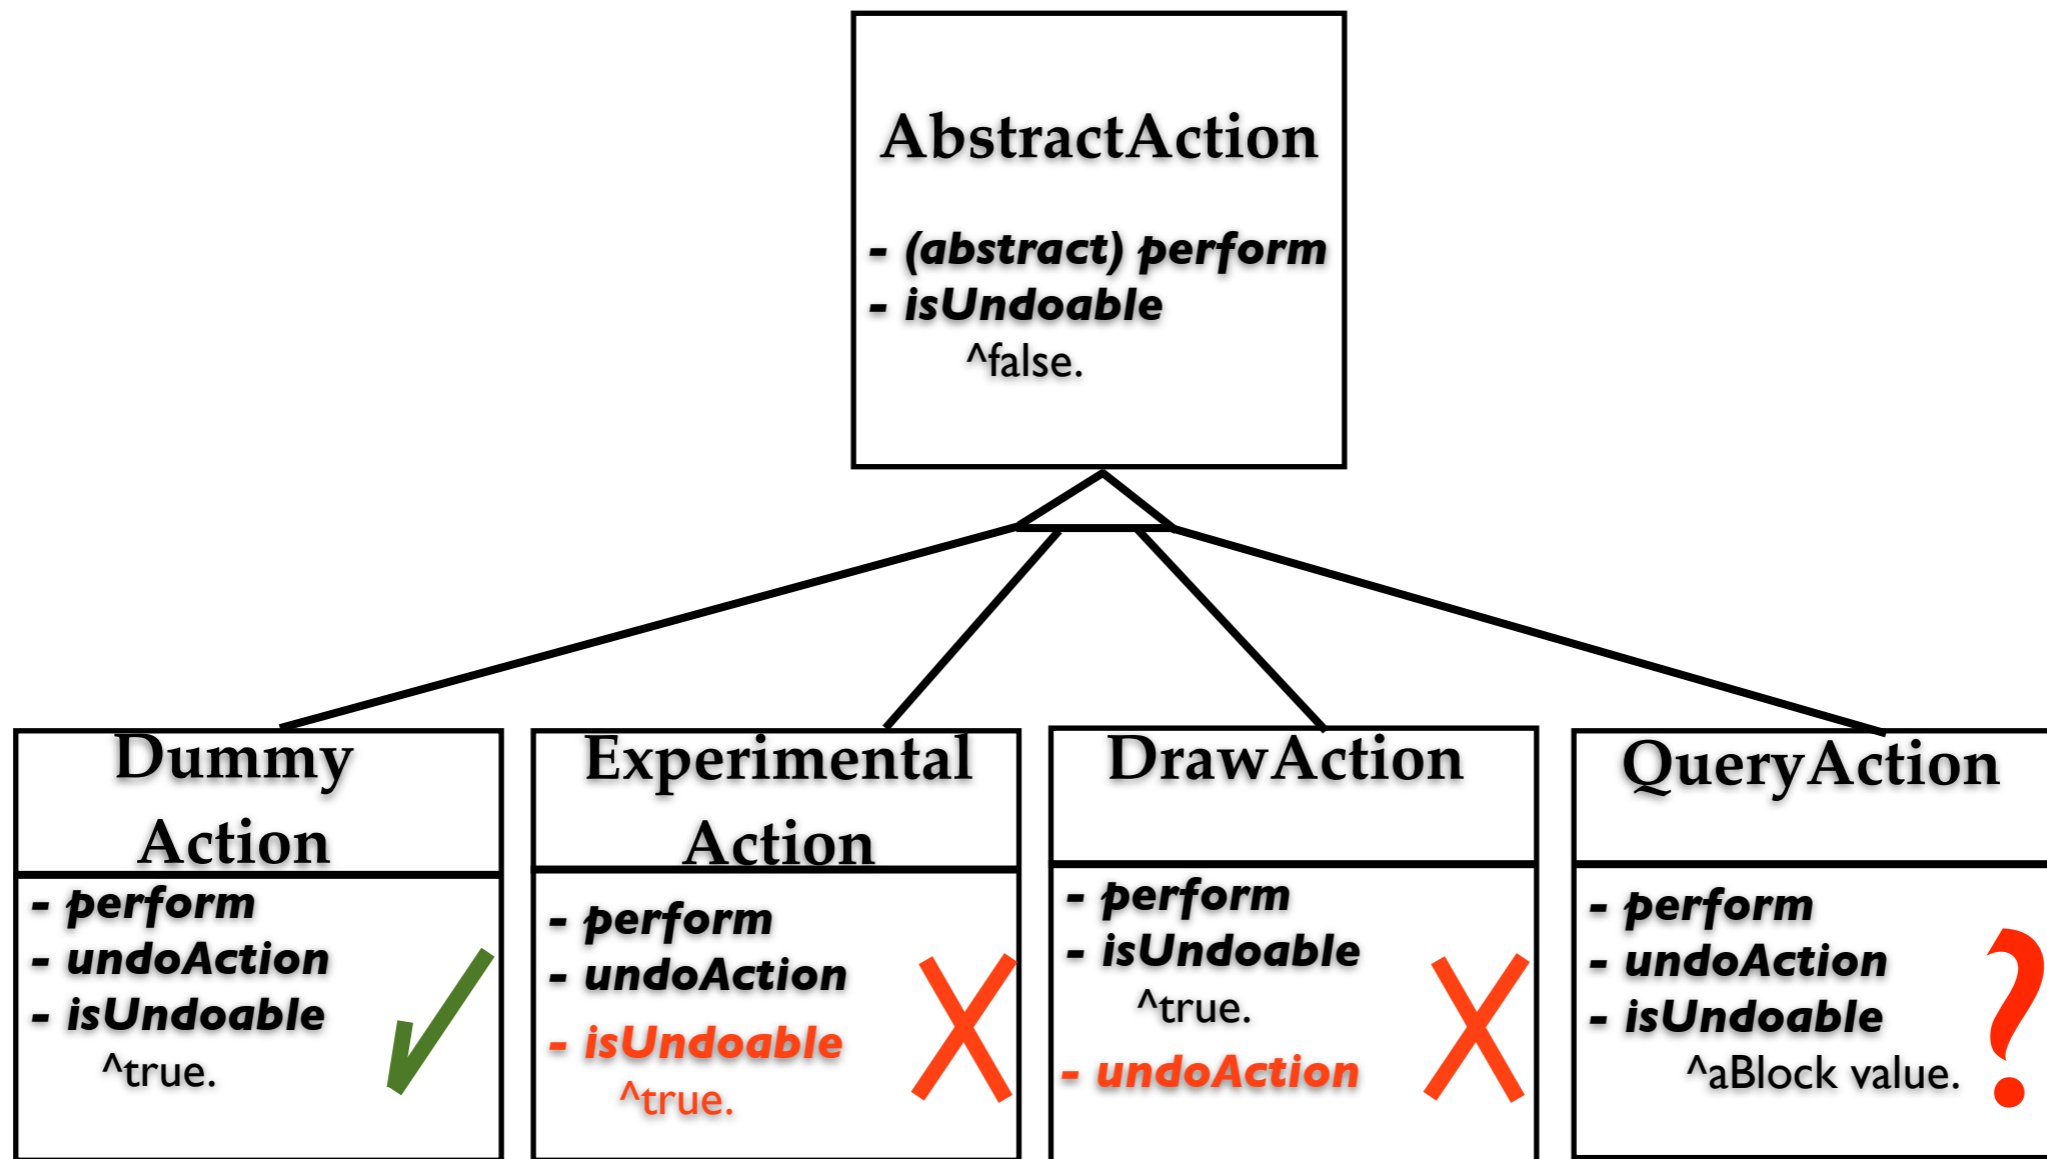 AbstractAction
- (abstract) perform
- isUndoable
^false.
Dummy
Action
- perform
- undoAction
- isUndoable
^true.
Experimental
Action
- perform
- undoAction
- isUndoable
^true.
DrawAction
- perform
- isUndoable
^true.
- undoAction
QueryAction
- perform
- undoAction
- isUndoable
^aBlock value.
?